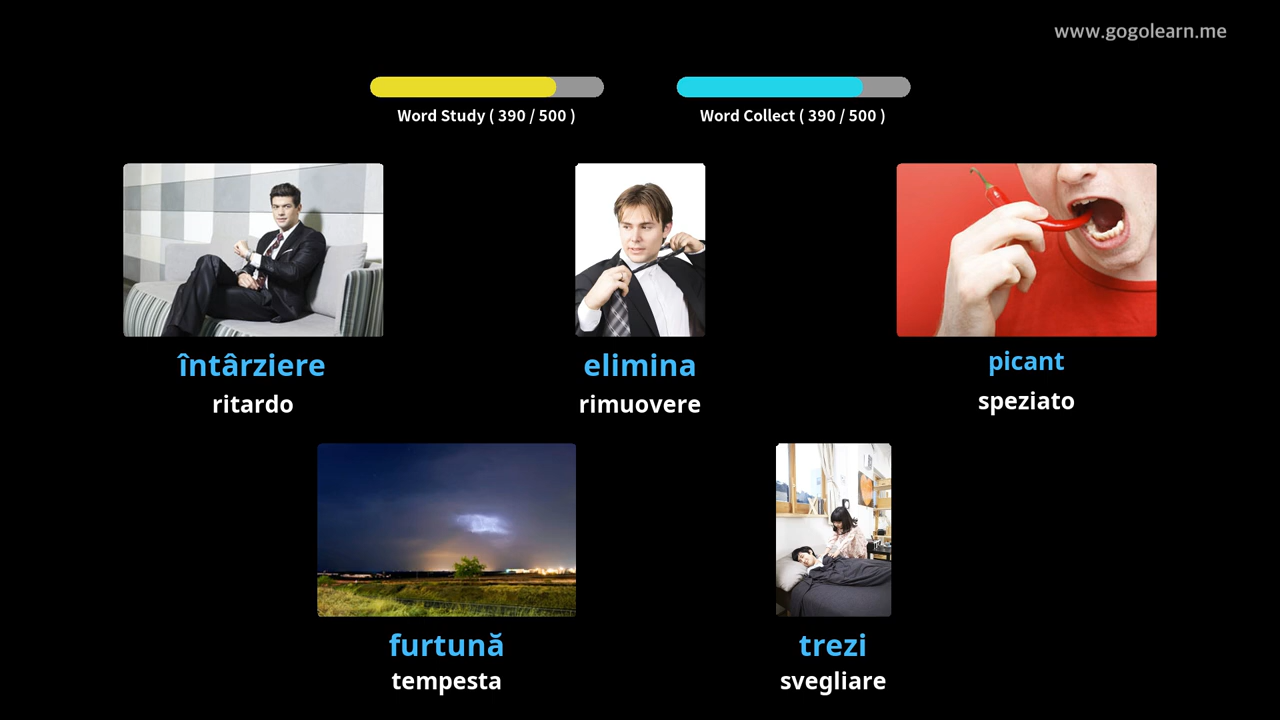 www.gogolearn.me
Word Study ( 390 / 500 )
Word Collect ( 390 / 500 )
întârziere
ritardo
elimina
rimuovere
picant
speziato
furtună
tempesta
trezi
svegliare